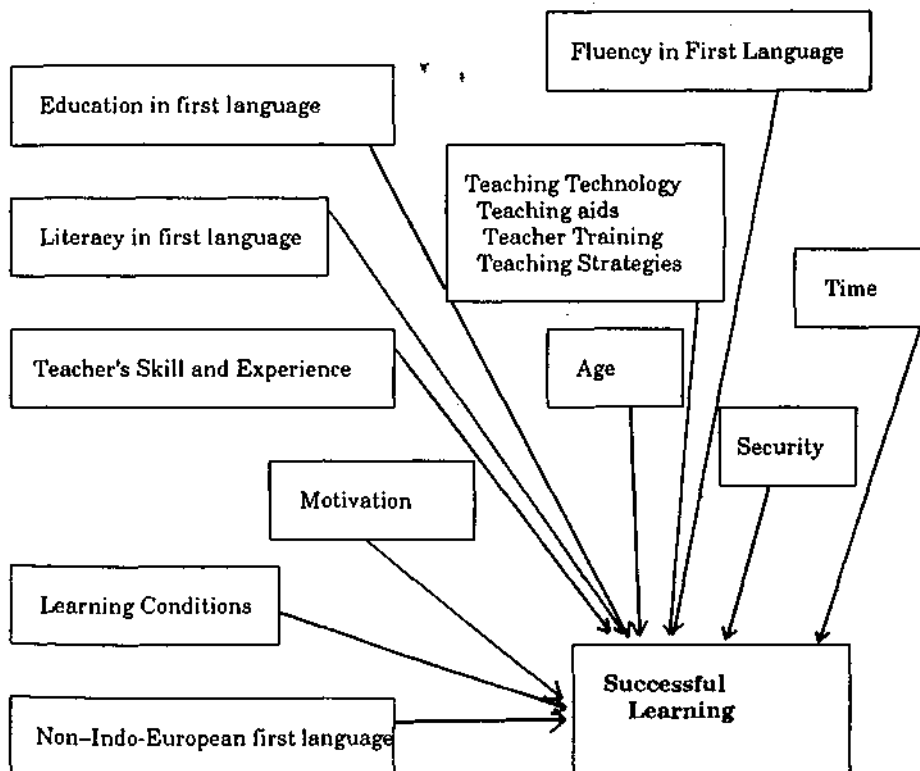 Fluency in First Language
Education in first language
Teaching Technology
Teaching aids
Teacher Training
Teaching Strategies
Literacy in first language
Time
Teacher's Skill and Experience
Age
Security
Motivation
Learning Conditions
Successful
Learning
Non–Indo-European first language